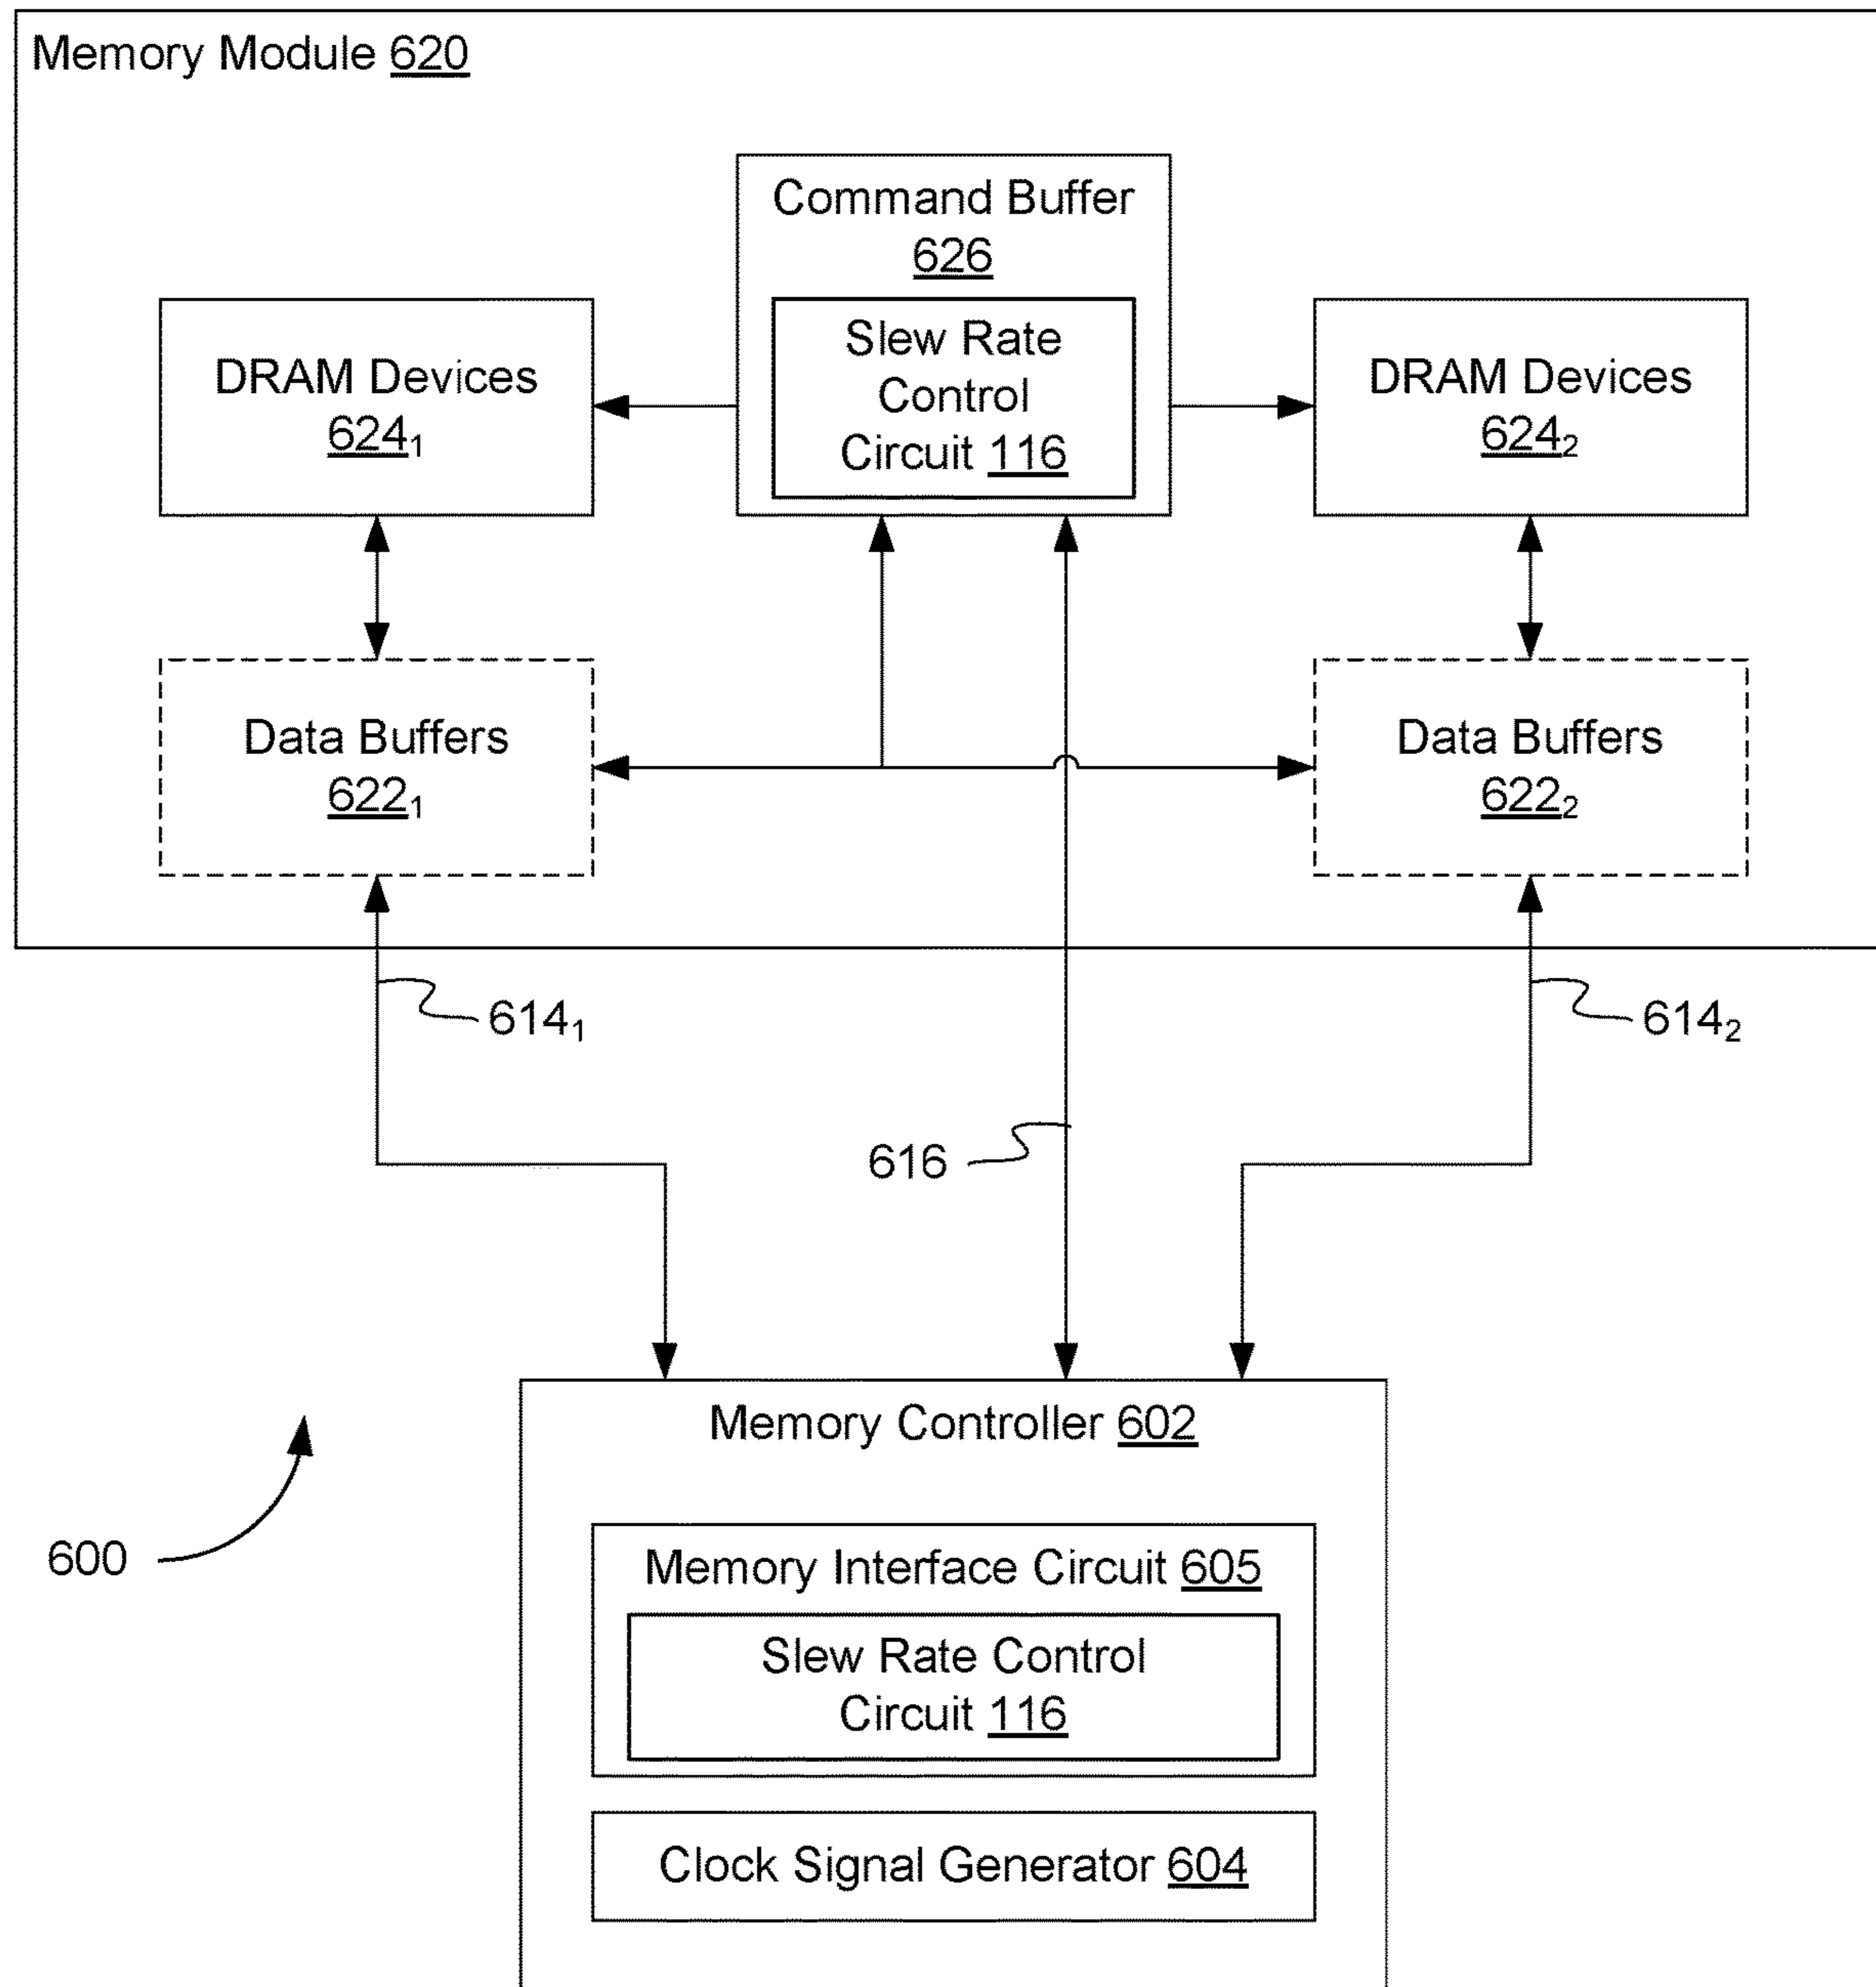 Memory Module 620
Command Buffer
626
Slew Rate
Control
Circuit 116
DRAM Devices
624₁
DRAM Devices
624₂
Data Buffers
622₁
Data Buffers
622₂
614₁
614₂
616
Memory Controller 602
600
Memory Interface Circuit 605
Slew Rate Control
Circuit 116
Clock Signal Generator 604